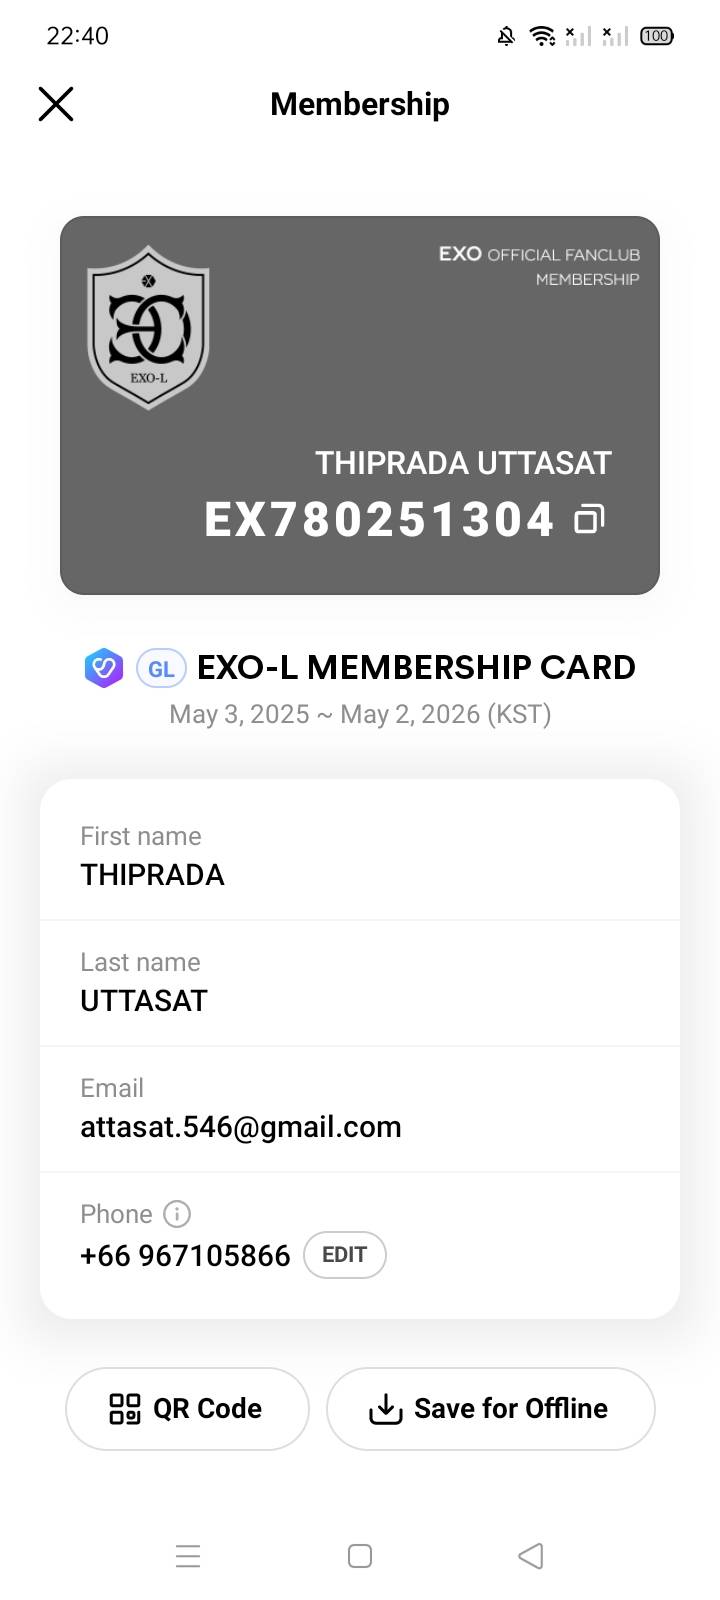 22:40
100
Membership
EXO OFFICIAL FANCLUB
MEMBERSHIP
EXO-L
THIPRADA UTTASAT
EX780251304
GL EXO-L MEMBERSHIP CARD
May 3, 2025 ~ May 2, 2026 (KST)
First name
THIPRADA
Last name
UTTASAT
Email
attasat.546@gmail.com
Phone
+66 967105866 EDIT
QR Code Save for Offline